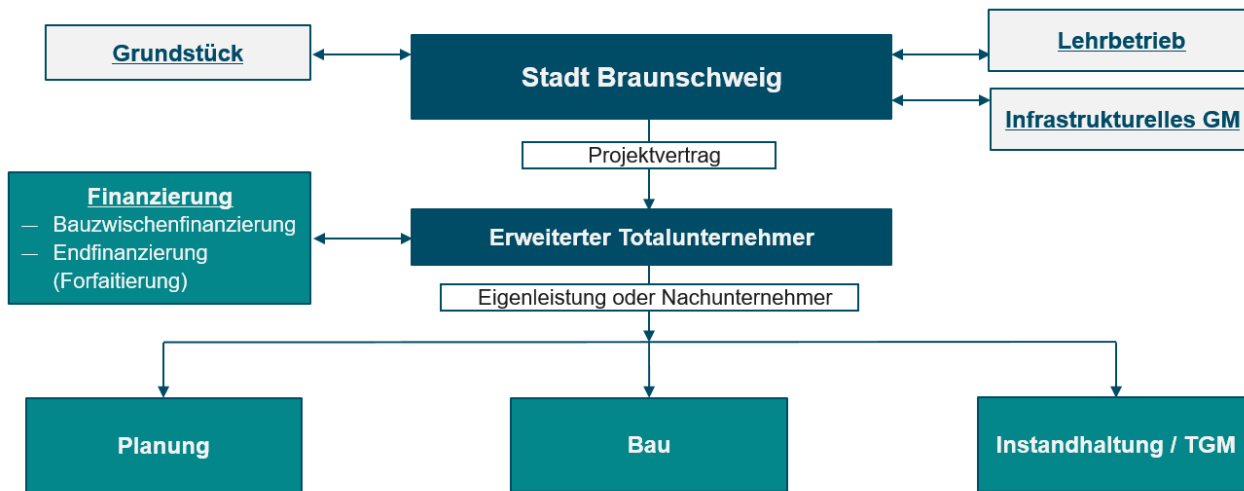 Grundstück
Stadt Braunschweig
Lehrbetrieb
Infrastrukturelles GM
Projektvertrag
Finanzierung
— Bauzwischenfinanzierung
— Endfinanzierung
(Forfaitierung)
Erweiterter Totalunternehmer
Eigenleistung oder Nachunternehmer
Planung
Bau
Instandhaltung / TGM